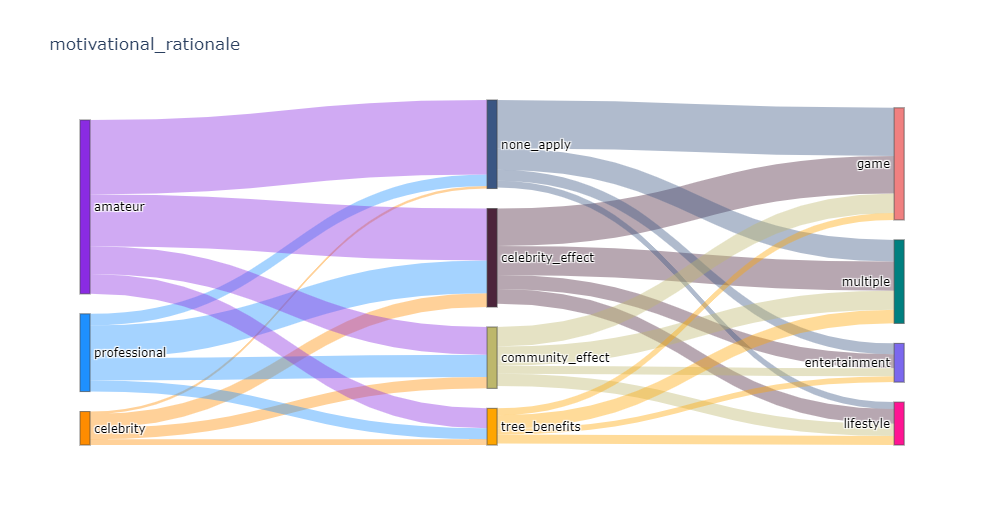 motivational_rationale
amateur
professional
celebrity
none_apply
celebrity_effect
community_effect
tree_benefits
game
multiple
entertainment
lifestyle